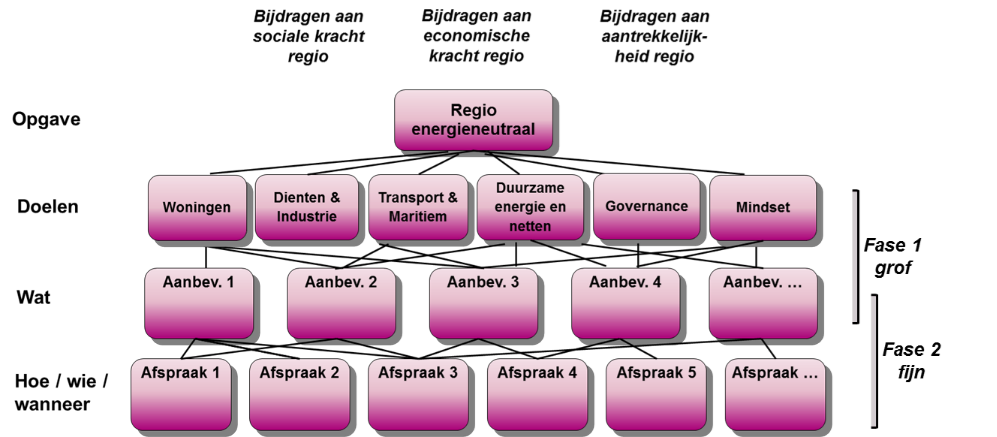 Bijdragen aan
sociale kracht
regio
Bijdragen aan
economische
kracht regio
Bijdragen aan
aantrekkelijk-
heid regio
Opgave
Regio
energieneutraal
Doelen
Woningen
Dienten &
Industrie
Transport &
Maritiem
Duurzame
energie en
netten
Governance
Mindset
Fase 1
grof
Wat
Aanbev. 1
Aanbev. 2
Aanbev. 3
Aanbev. 4
Aanbev. ...
Fase 2
fijn
Hoe / wie /
wanneer
Afspraak 1
Afspraak 2
Afspraak 3
Afspraak 4
Afspraak 5
Afspraak ...